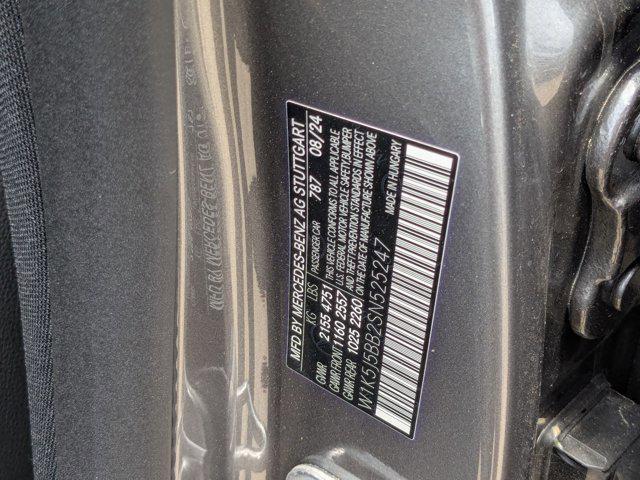 MFD BY MERCEDES-BENZ AG STUTTGART
787 08/24
KG LBS PASSENGER CAR
GVWR 2155 4751 THIS VEHICLE CONFORMS TO ALL APPLICABLE
GAWR FRONT 1160 2557 U.S. FEDERAL MOTOR VEHICLE SAFETY, BUMPER
GAWR REAR 1025 2260 AND THEFT PREVENTION STANDARDS IN EFFECT
ON THE DATE OF MANUFACTURE SHOWN ABOVE
W1K5J5BB2SN525247 MADE IN HUNGARY